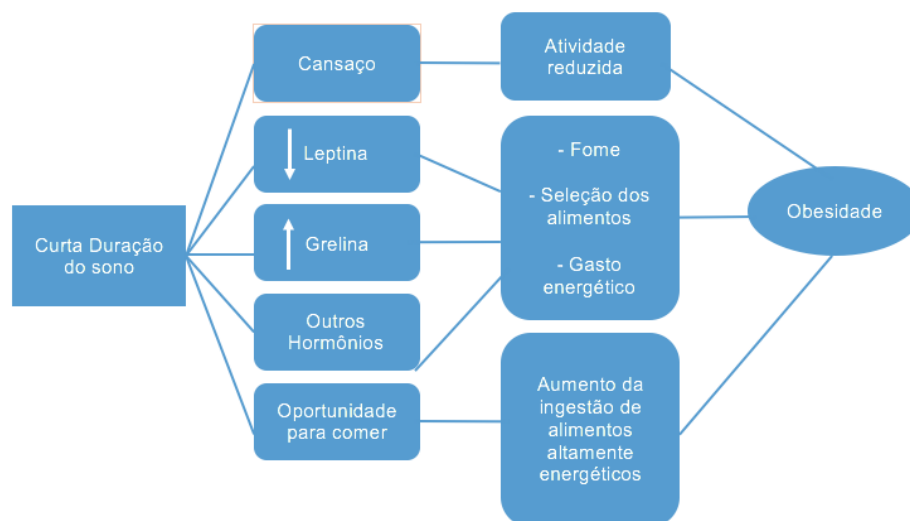 Curta Duração
do sono
Cansaço
↓ Leptina
↑ Grelina
Outros
Hormônios
Oportunidade
para comer
Atividade
reduzida
- Fome
- Seleção dos
alimentos
- Gasto
energético
Aumento da
ingestão de
alimentos
altamente
energéticos
Obesidade